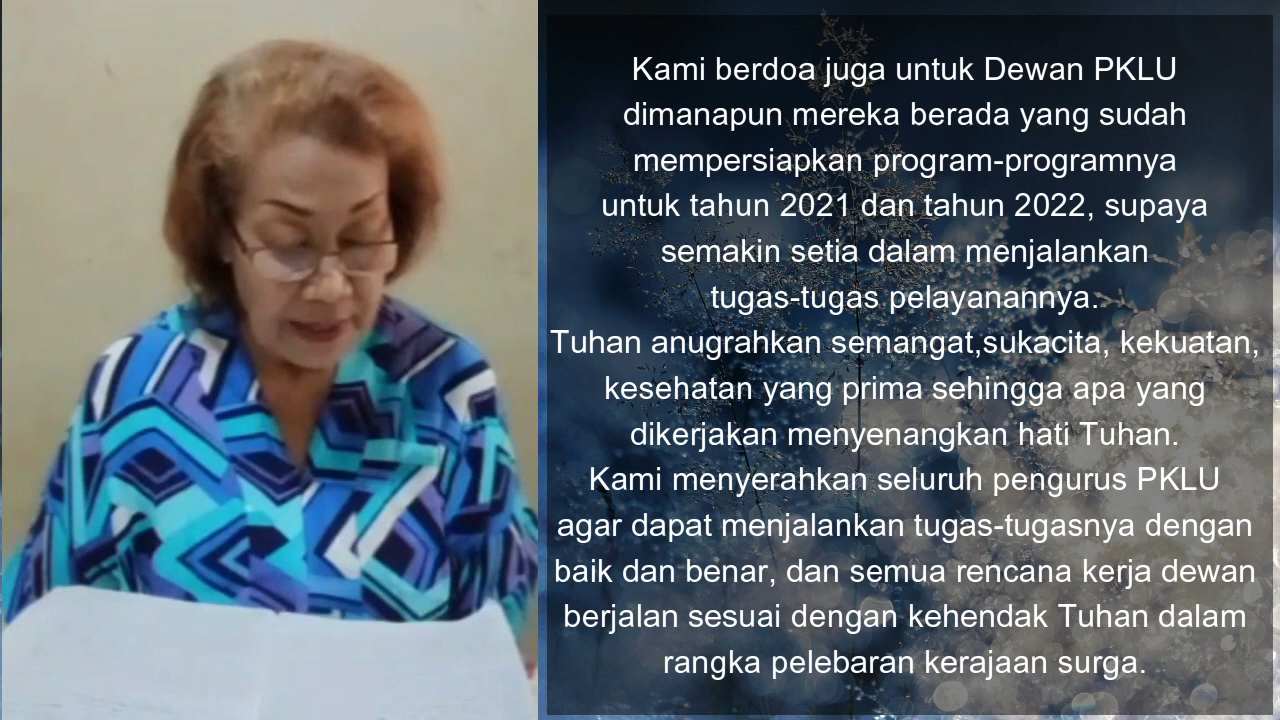 Kami berdoa juga untuk Dewan PKLU
dimanapun mereka berada yang sudah
mempersiapkan program-programnya
untuk tahun 2021 dan tahun 2022, supaya
semakin setia dalam menjalankan
tugas-tugas pelayanannya.
Tuhan anugrahkan semangat,sukacita, kekuatan,
kesehatan yang prima sehingga apa yang
dikerjakan menyenangkan hati Tuhan.
Kami menyerahkan seluruh pengurus PKLU
agar dapat menjalankan tugas-tugasnya dengan
baik dan benar, dan semua rencana kerja dewan
berjalan sesuai dengan kehendak Tuhan dalam
rangka pelebaran kerajaan surga.